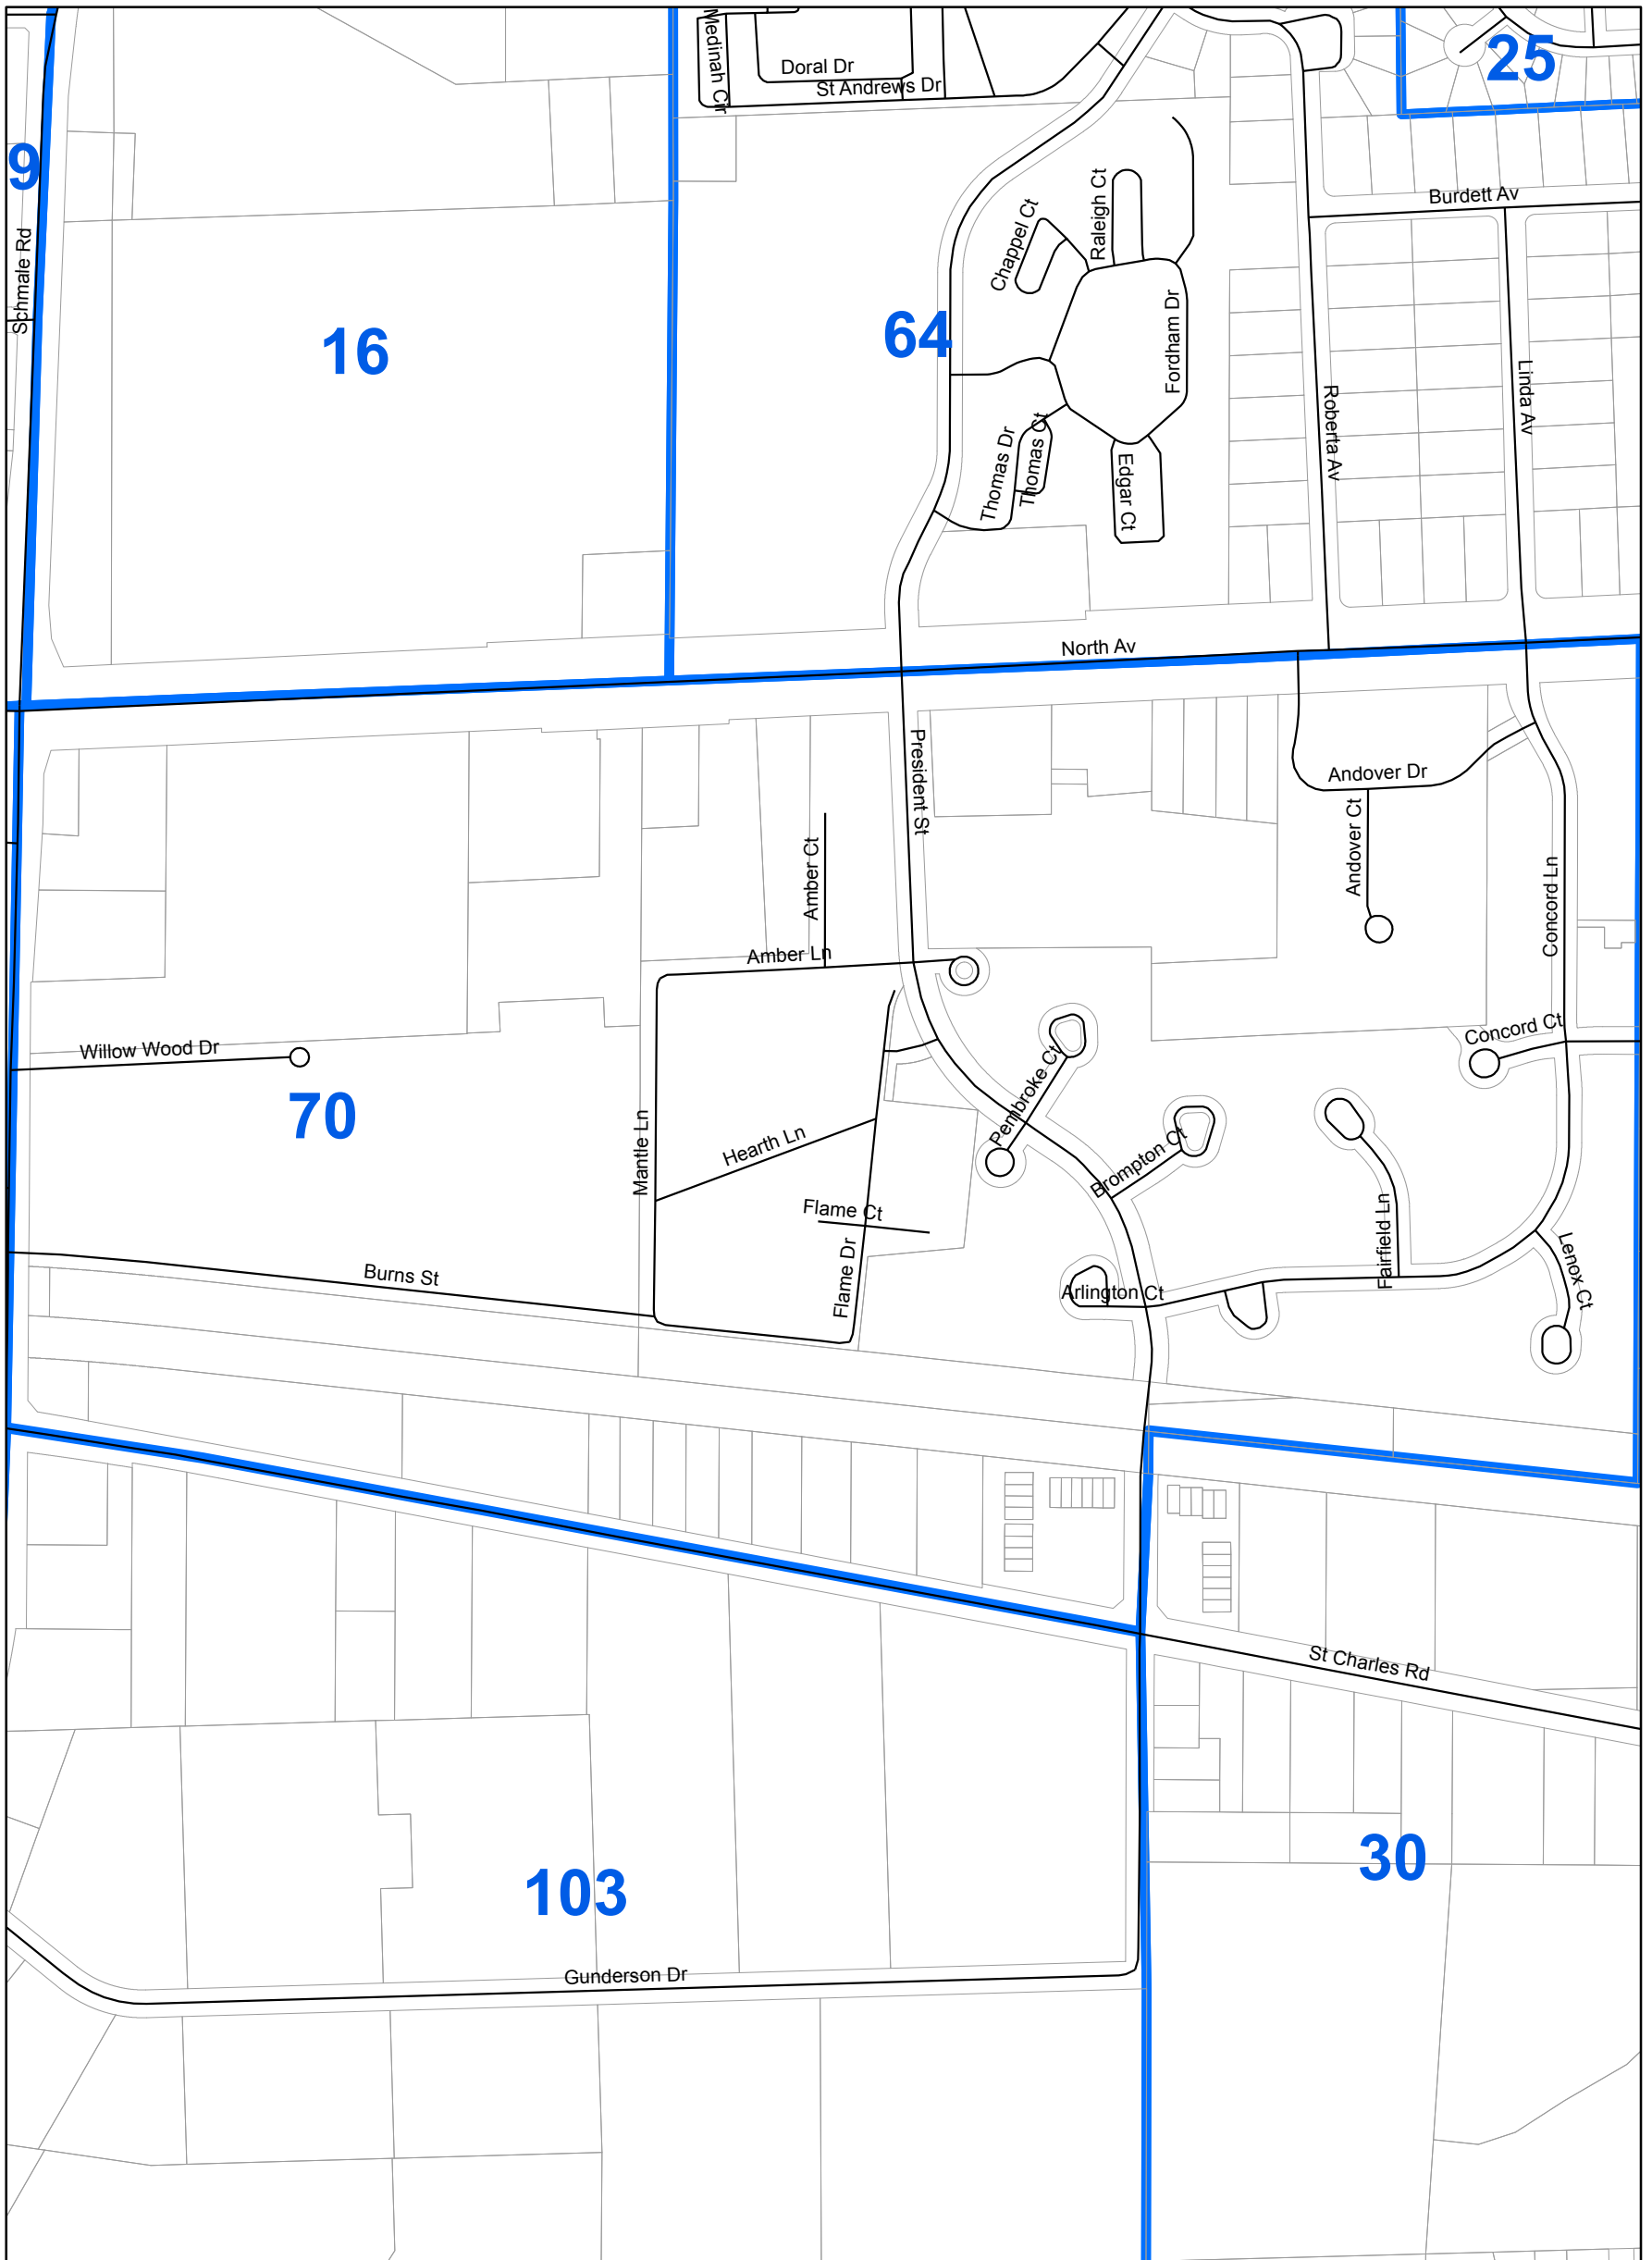 Medinah Cir
Doral Dr
St Andrews Dr
25
9
Burdett Av
Raleigh Ct
Chappel Ct
Schmale Rd
16
64
Fordham Dr
Linda Av
Roberta Av
Thomas Dr
Thomas Ct
Edgar Ct
North Av
President St
Andover Dr
Andover Ct
Amber Ct
Concord Ln
Amber Ln
Concord Ct
Willow Wood Dr
70
Pembroke Ct
Mantle Ln
Hearth Ln
Brompton Ct
Flame Ct
Fairfield Ln
Lenox Ct
Flame Dr
Burns St
Arlington Ct
St Charles Rd
30
103
Gunderson Dr